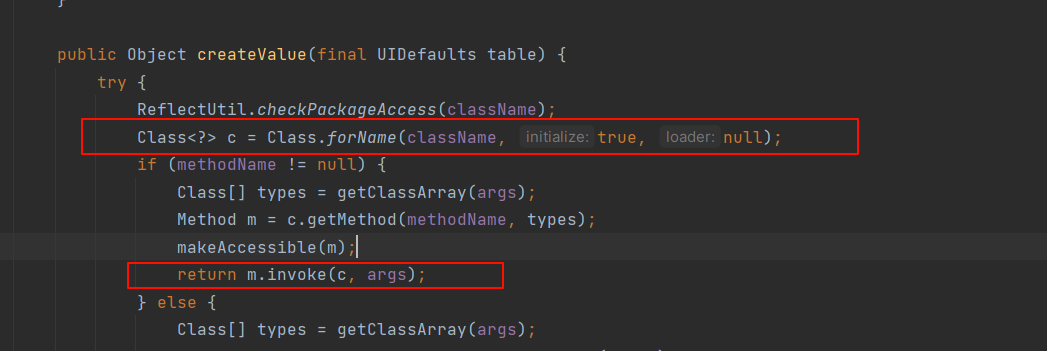 }
public Object createValue(final UIDefaults table) {
try {
ReflectUtil.checkPackageAccess(className);
Class<?> c = Class.forName(className, initialize: true, loader: null);
if (methodName != null) {
Class[] types = getClassArray(args);
Method m = c.getMethod(methodName, types);
makeAccessible(m);
return m.invoke(c, args);
} else {
Class[] types = getClassArray(args);